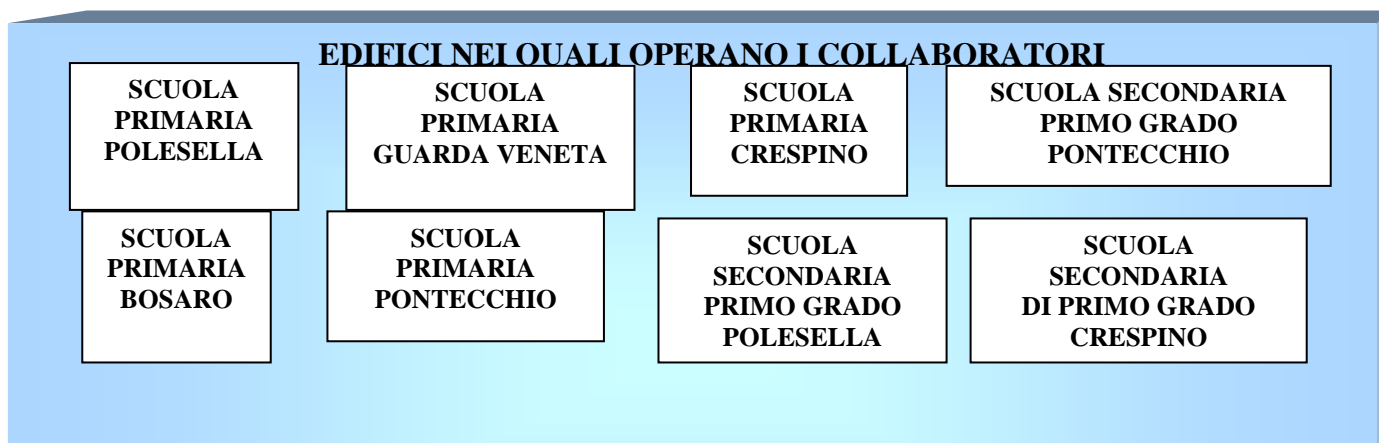 EDIFICI NEI QUALI OPERANO I COLLABORATORI
SCUOLA
PRIMARIA
POLESELLA
SCUOLA
PRIMARIA
GUARDA VENETA
SCUOLA
PRIMARIA
CRESPINO
SCUOLA SECONDARIA
PRIMO GRADO
PONTECCHIO
SCUOLA
PRIMARIA
BOSARO
SCUOLA
PRIMARIA
PONTECCHIO
SCUOLA
SECONDARIA
PRIMO GRADO
POLESELLA
SCUOLA
SECONDARIA
DI PRIMO GRADO
CRESPINO